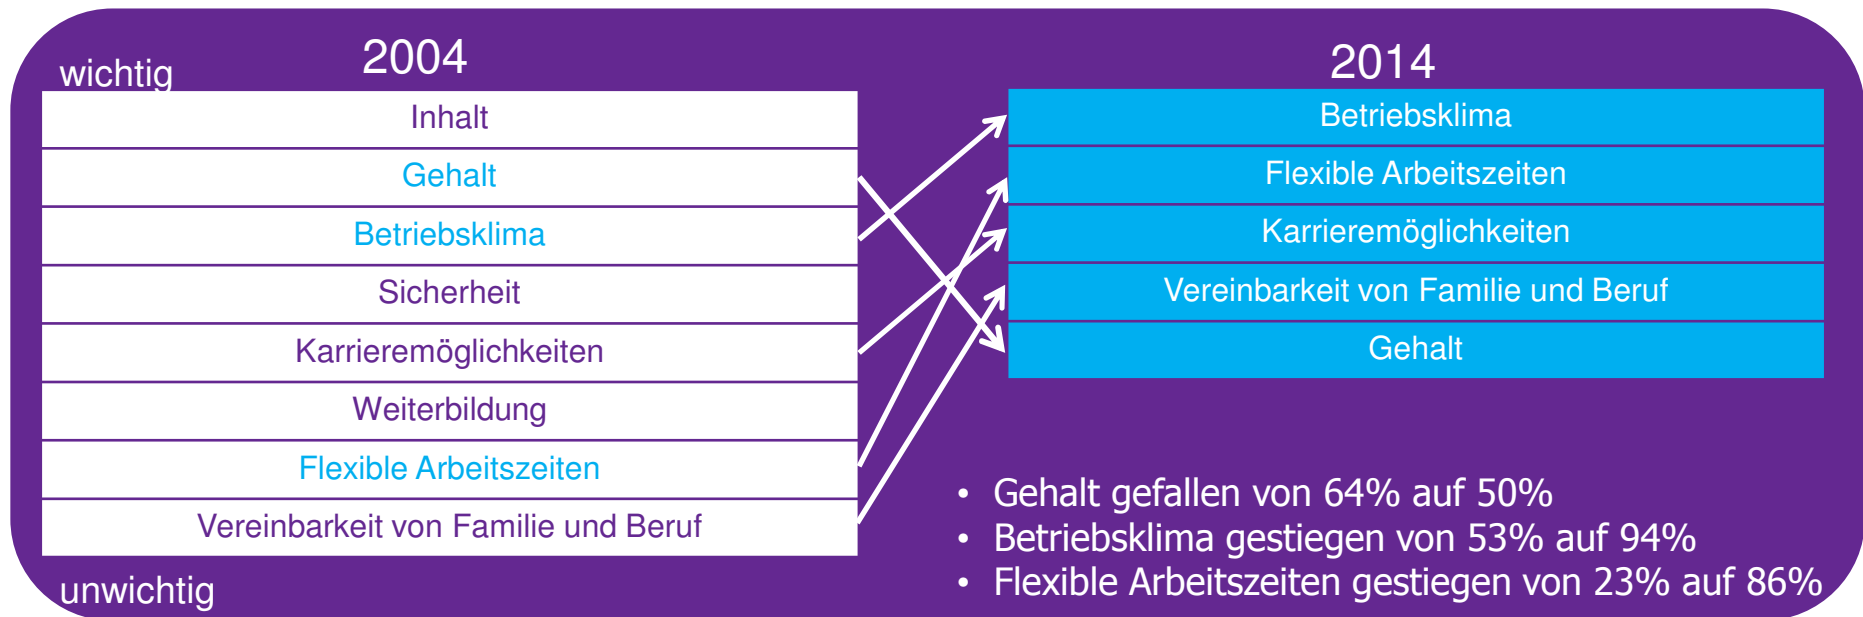 wichtig
2004
Inhalt
Gehalt
Betriebsklima
Sicherheit
Karrieremöglichkeiten
Weiterbildung
Flexible Arbeitszeiten
Vereinbarkeit von Familie und Beruf
unwichtig
2014
Betriebsklima
Flexible Arbeitszeiten
Karrieremöglichkeiten
Vereinbarkeit von Familie und Beruf
Gehalt
• Gehalt gefallen von 64% auf 50%
• Betriebsklima gestiegen von 53% auf 94%
• Flexible Arbeitszeiten gestiegen von 23% auf 86%